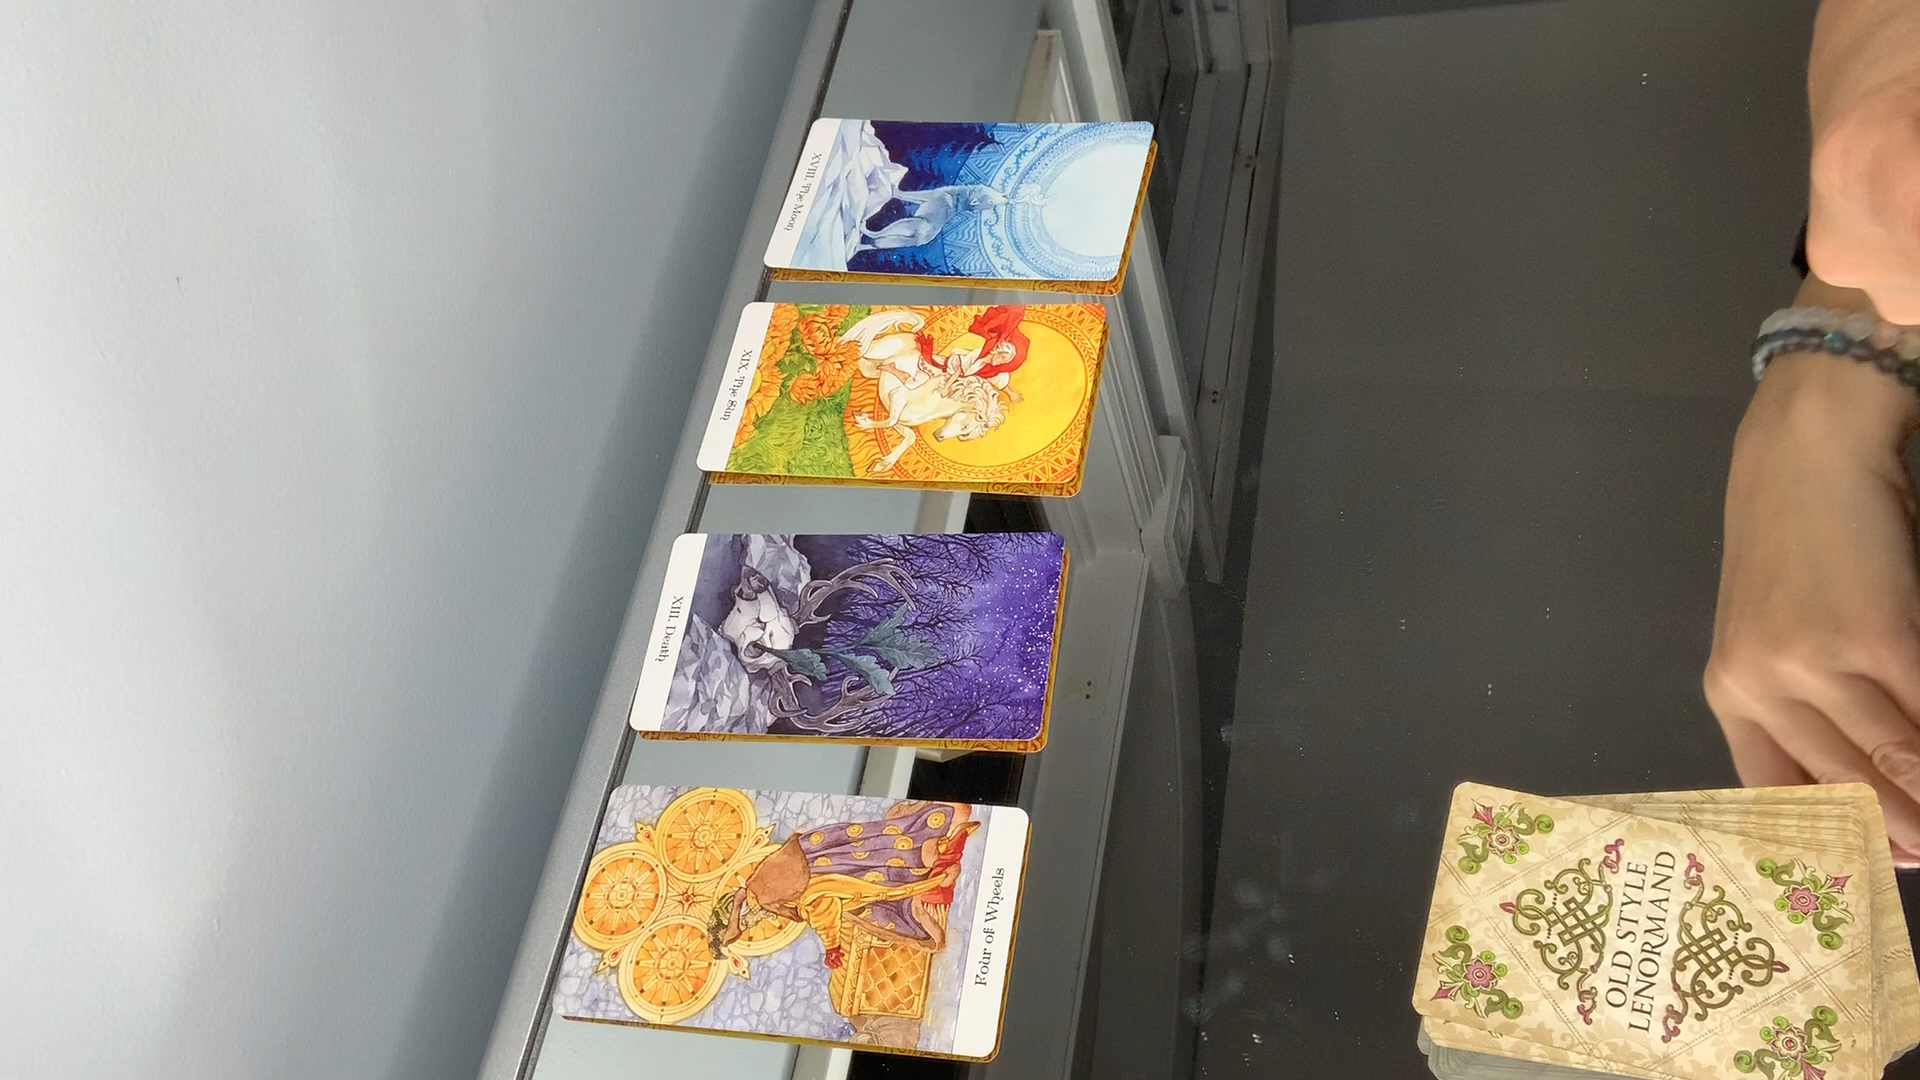 XVIII. The Moon
XIX. The Sun
XIII. Death
Four of Wheels
OLD STYLE
LENORMAND